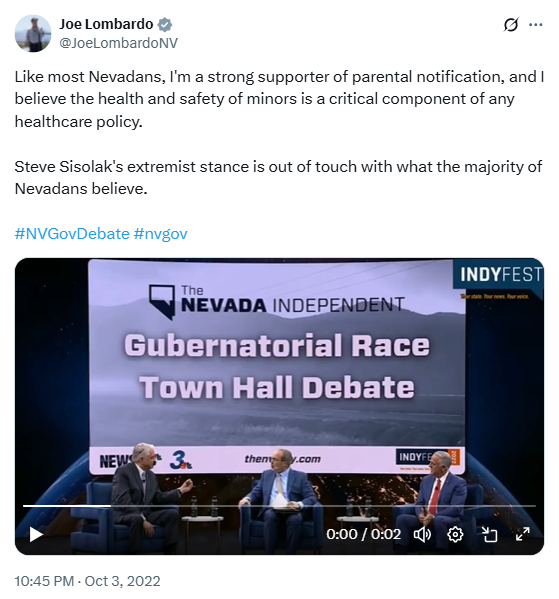 Joe Lombardo
@JoeLombardoNV
Like most Nevadans, I'm a strong supporter of parental notification, and I
believe the health and safety of minors is a critical component of any
healthcare policy.
Steve Sisolak's extremist stance is out of touch with what the majority of
Nevadans believe.
#NVGovDebate #nvgov
INDYFEST
Your state. Your news. Your voice.
The
NEVADA INDEPENDENT
Gubernatorial Race
Town Hall Debate
NEWS
3
.com
INDYFE
2022
0:00 / 0:02
10:45 PM · Oct 3, 2022